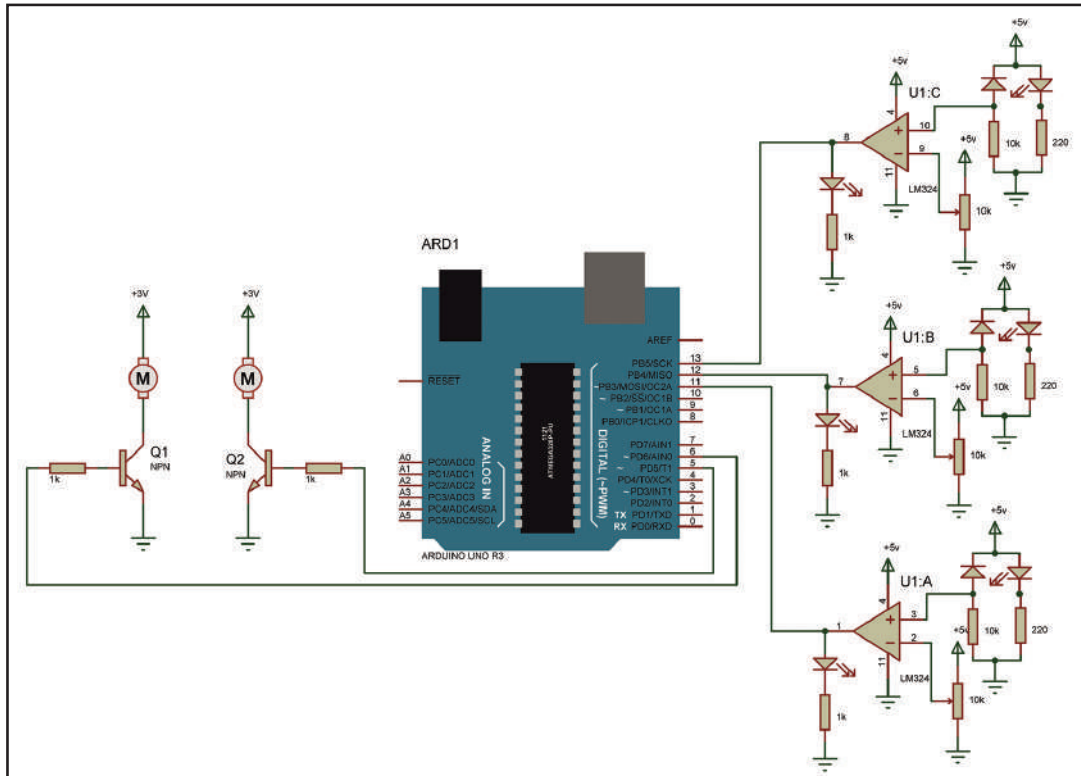 +5v
+5v
U1:C
4
10
8
9
11
LM324
10k
220
+5v
10k
1k
ARD1
+3V
+3V
M
M
Q1
NPN
Q2
NPN
1k
1k
RESET
AREF
PB5/SCK 13
PB4/MISO 12
~PB3/MOSI/OC2A 11
~ PB2/SS/OC1B 10
~ PB1/OC1A 9
PB0/ICP1/CLKO 8
PD7/AIN1 7
~ PD6/AIN0 6
~ PD5/T1 5
PD4/T0/XCK 4
~ PD3/INT1 3
PD2/INT0 2
TX PD1/TXD 1
RX PD0/RXD 0
DIGITAL (~PWM)
ANALOG IN
1121
ATMEGA328P-PU
A0 PC0/ADC0
A1 PC1/ADC1
A2 PC2/ADC2
A3 PC3/ADC3
A4 PC4/ADC4/SDA
A5 PC5/ADC5/SCL
ARDUINO UNO R3
+5v
+5v
U1:B
4
5
7
6
11
LM324
10k
220
+5v
10k
1k
+5v
+5v
U1:A
4
3
1
2
11
LM324
10k
220
+5v
10k
1k